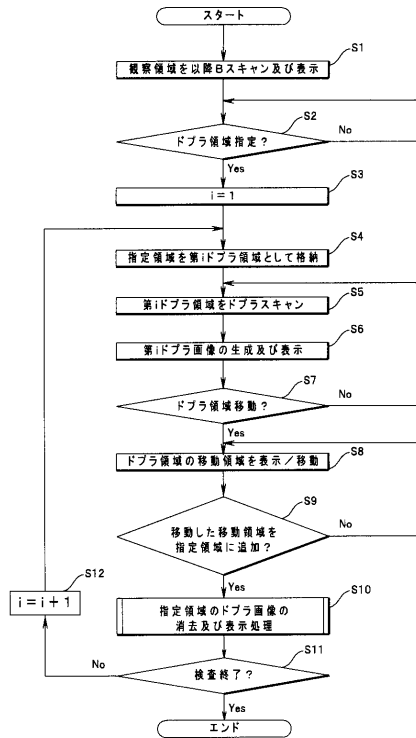 スタート
S1
観察領域を以降Bスキャン及び表示
S2
ドプラ領域指定？
No
Yes
S3
i＝1
S4
指定領域を第iドプラ領域として格納
S5
第iドプラ領域をドプラスキャン
S6
第iドプラ画像の生成及び表示
S7
ドプラ領域移動？
No
Yes
S8
ドプラ領域の移動領域を表示／移動
S9
移動した移動領域を
指定領域に追加？
No
Yes
S12
i＝i＋1
S10
指定領域のドプラ画像の
消去及び表示処理
S11
検査終了？
No
Yes
エンド